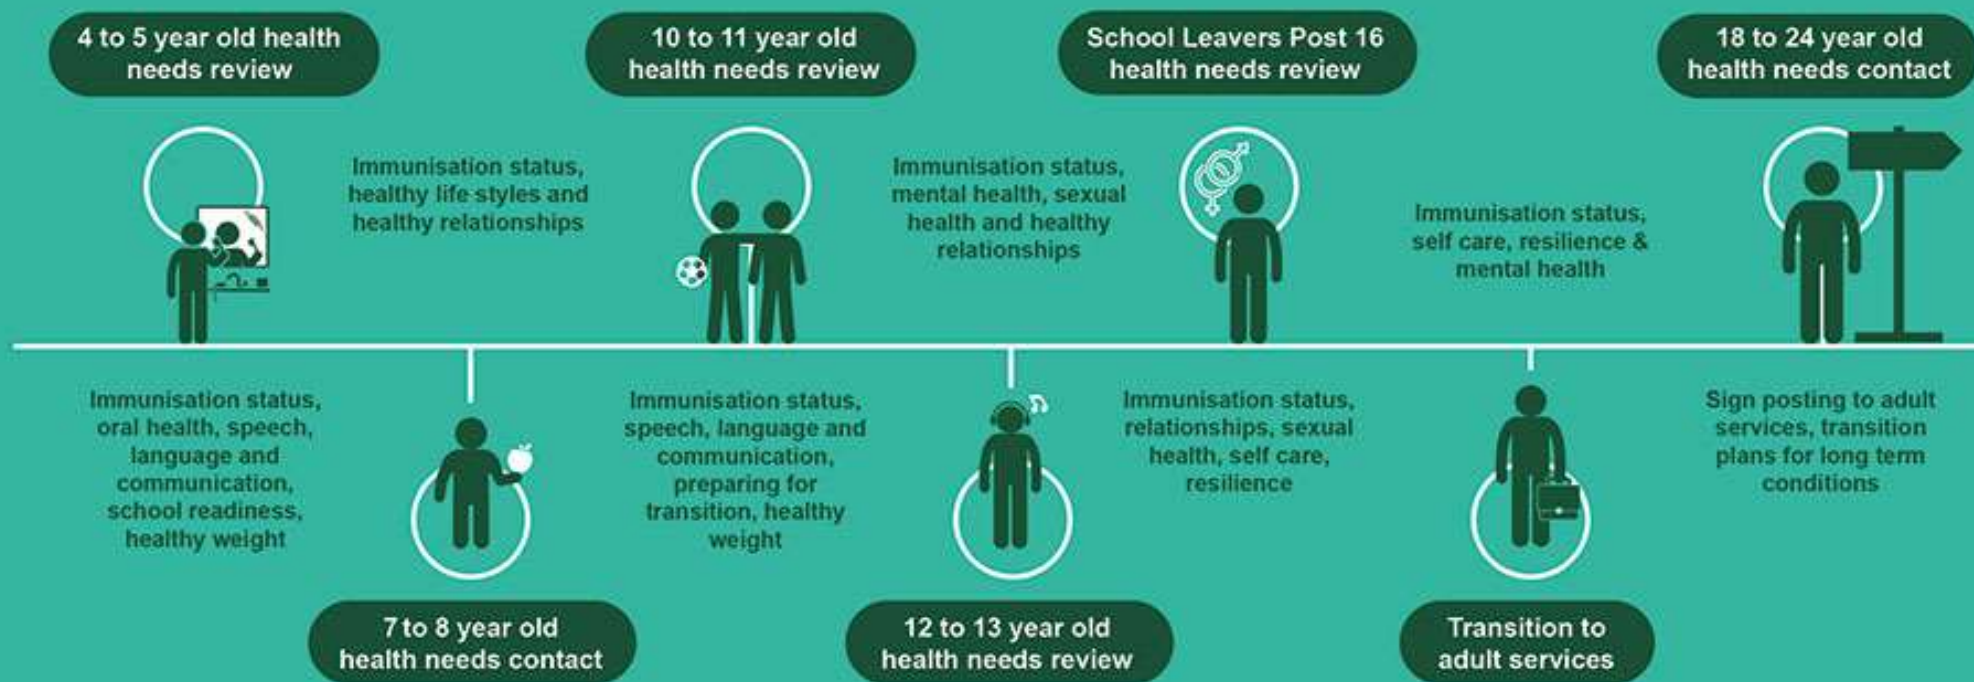 4 to 5 year old health
needs review
10 to 11 year old
health needs review
School Leavers Post 16
health needs review
18 to 24 year old
health needs contact
Immunisation status,
healthy life styles and
healthy relationships
Immunisation status,
mental health, sexual
health and healthy
relationships
Immunisation status,
self care, resilience &
mental health
Immunisation status,
oral health, speech,
language and
communication,
school readiness,
healthy weight
Immunisation status,
speech, language and
communication,
preparing for
transition, healthy
weight
Immunisation status,
relationships, sexual
health, self care,
resilience
Sign posting to adult
services, transition
plans for long term
conditions
7 to 8 year old
health needs contact
12 to 13 year old
health needs review
Transition to
adult services